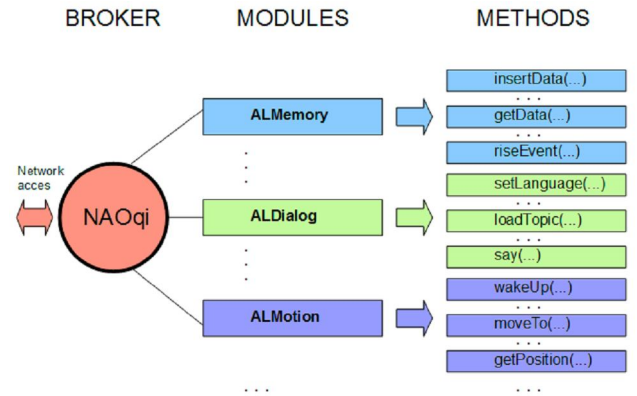 BROKER MODULES METHODS
insertData(...)
. . .
ALMemory
getData(...)
. . .
riseEvent(...)
Network
acces
setLanguage(...)
. . .
NAOqi
ALDialog
loadTopic(...)
. . .
say(...)
wakeUp(...)
. . .
ALMotion
moveTo(...)
. . .
getPosition(...)
. . .
. . .